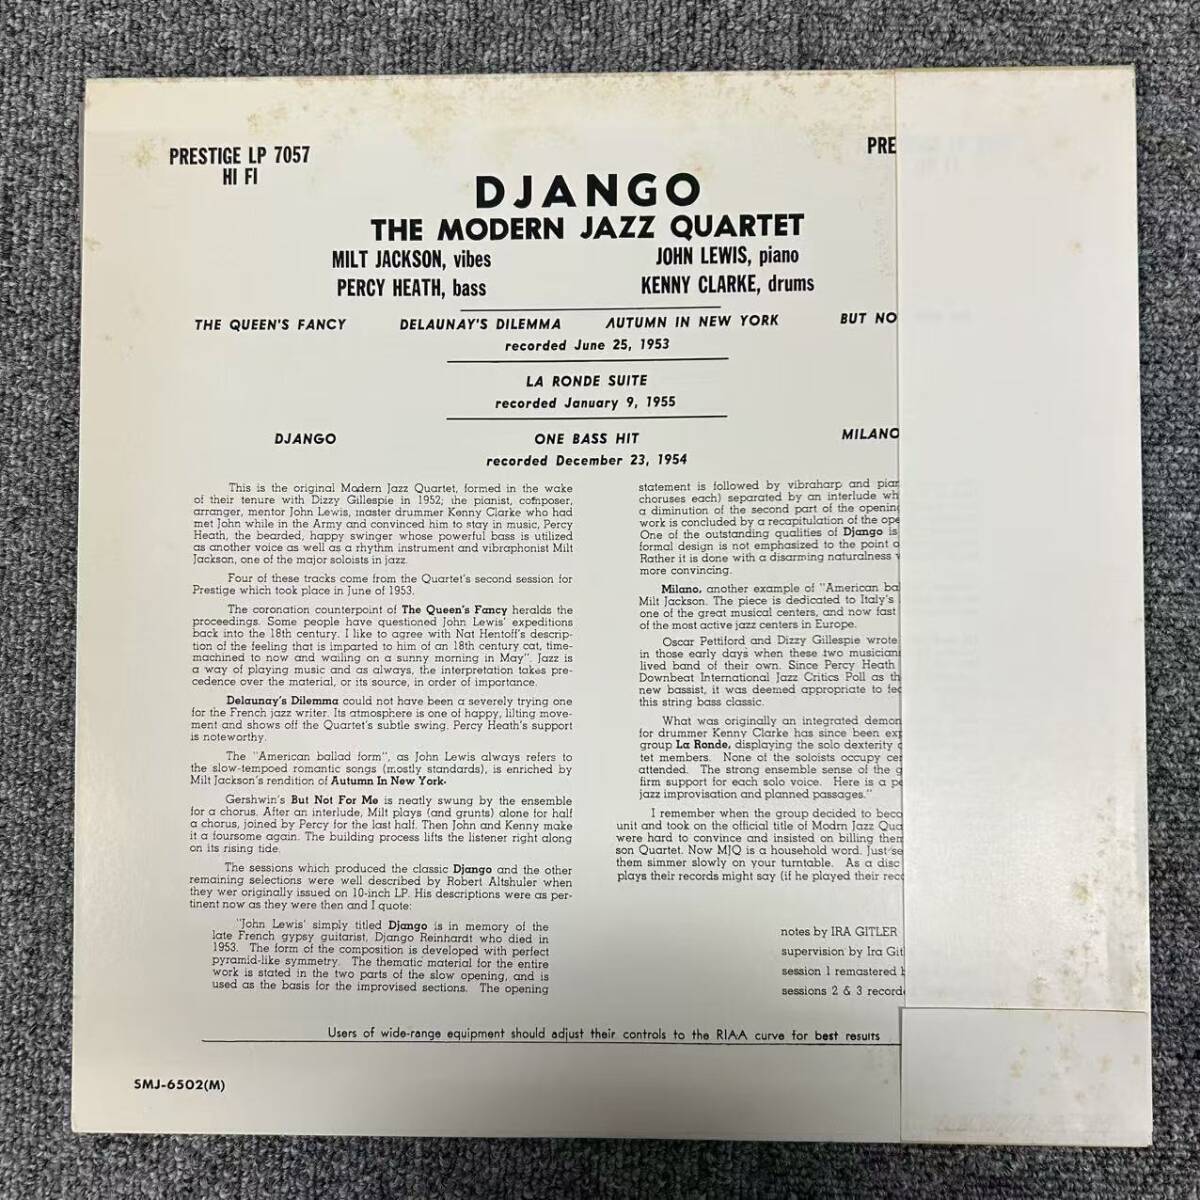 PRESTIGE LP 7057
HI FI
PRE
DJANGO
THE MODERN JAZZ QUARTET
MILT JACKSON, vibes
JOHN LEWIS, piano
PERCY HEATH, bass
KENNY CLARKE, drums
THE QUEEN'S FANCY DELAUNAY'S DILEMMA AUTUMN IN NEW YORK BUT NO
recorded June 25, 1953
LA RONDE SUITE
recorded January 9, 1955
DJANGO ONE BASS HIT MILANO
recorded December 23, 1954
This is the original Modern Jazz Quartet, formed in the wake
of their tenure with Dizzy Gillespie in 1952; the pianist, composer,
arranger, mentor John Lewis, master drummer Kenny Clarke who had
met John while in the Army and convinced him to stay in music, Percy
Heath, the bearded, happy swinger whose powerful bass is utilized
as another voice as well as a rhythm instrument and vibraphonist Milt
Jackson, one of the major soloists in jazz.
Four of these tracks come from the Quartet's second session for
Prestige which took place in June of 1953.
The coronation counterpoint of The Queen's Fancy heralds the
proceedings. Some people have questioned John Lewis' expeditions
back into the 18th century. I like to agree with Nat Hentoff's descrip-
tion of the feeling that is imparted to him of an 18th century cat, time-
machined to now and wailing on a sunny morning in May". Jazz is
a way of playing music and as always, the interpretation takes pre-
cedence over the material, or its source, in order of importance.
Delaunay's Dilemma could not have been a severely trying one
for the French jazz writer. Its atmosphere is one of happy, lilting move-
ment and shows off the Quartet's subtle swing. Percy Heath's support
is noteworthy.
The "American ballad form", as John Lewis always refers to
the slow-tempoed romantic songs (mostly standards), is enriched by
Milt Jackson's rendition of Autumn In New York.
Gershwin's But Not For Me is neatly swung by the ensemble
for a chorus. After an interlude, Milt plays (and grunts) alone for half
a chorus, joined by Percy for the last half. Then John and Kenny make
it a foursome again. The building process lifts the listener right along
on its rising tide.
The sessions which produced the classic Django and the other
remaining selections were well described by Robert Altshuler when
they wer originally issued on 10-inch LP. His descriptions were as per-
tinent now as they were then and I quote:
"John Lewis' simply titled Django is in memory of the
late French gypsy guitarist, Django Reinhardt who died in
1953. The form of the composition is developed with perfect
pyramid-like symmetry. The thematic material for the entire
work is stated in the two parts of the slow opening, and is
used as the basis for the improvised sections. The opening
statement is followed by vibraharp and pian
choruses each) separated by an interlude wh
a diminution of the second part of the opening
work is concluded by a recapitulation of the ope
One of the outstanding qualities of Django is
formal design is not emphasized to the point o
Rather it is done with a disarming naturalness
more convincing.
Milano, another example of "American bal
Milt Jackson. The piece is dedicated to Italy's
one of the great musical centers, and now fast
of the most active jazz centers in Europe.
Oscar Pettiford and Dizzy Gillespie wrote
in those early days when these two musicians
lived band of their own. Since Percy Heath
Downbeat International Jazz Critics Poll as th
new bassist, it was deemed appropriate to fea
this string bass classic.
What was originally an integrated demon
for drummer Kenny Clarke has since been exp
group La Ronde, displaying the solo dexterity o
tet members. None of the soloists occupy cen
attended. The strong ensemble sense of the g
firm support for each solo voice. Here is a pe
jazz improvisation and planned passages."
I remember when the group decided to beco
unit and took on the official title of Modrn Jazz Qua
were hard to convince and insisted on billing them
son Quartet. Now MJQ is a household word. Just se
them simmer slowly on your turntable. As a disc
plays their records might say (if he played their reco
notes by IRA GITLER
supervision by Ira Git
session 1 remastered b
sessions 2 & 3 recorde
Users of wide-range equipment should adjust their controls to the RIAA curve for best results
SMJ-6502(M)